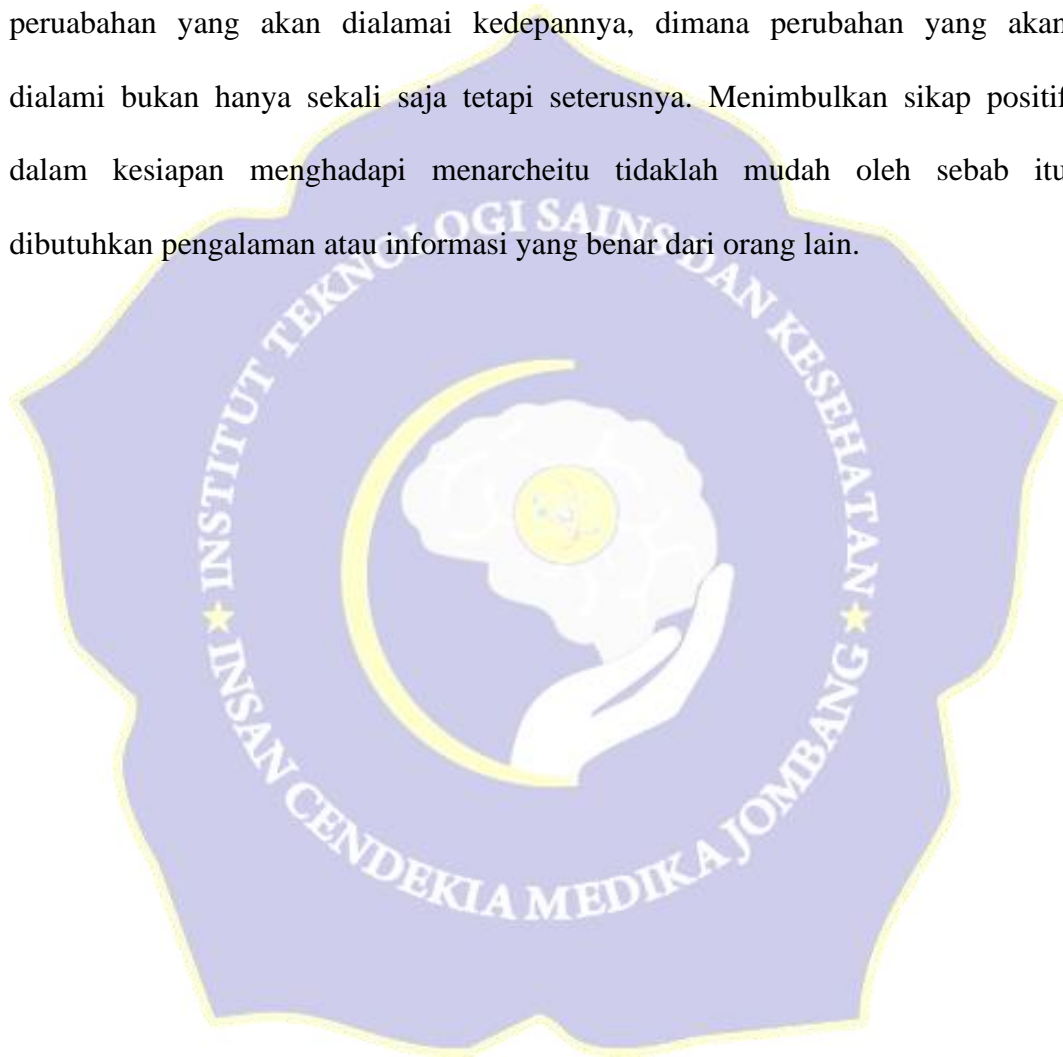 peruabahan yang akan dialamai kedepannya, dimana perubahan yang akan
dialami bukan hanya sekali saja tetapi seterusnya. Menimbulkan sikap positif
dalam kesiapan menghadapi menarcheitu tidaklah mudah oleh sebab itu
dibutuhkan pengalaman atau informasi yang benar dari orang lain.
INSTITUT TEKNOLOGI SAINS DAN KESEHATAN
INSAN CENDEKIA MEDIKA JOMBANG